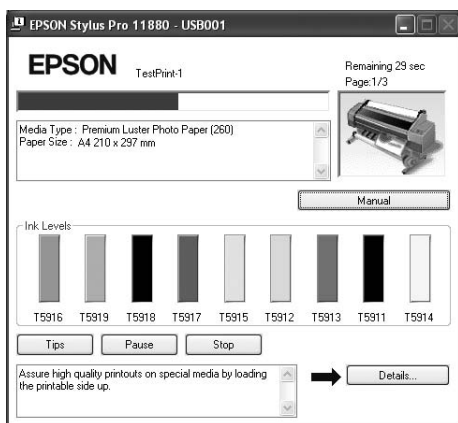 EPSON Stylus Pro 11880 - USB001
EPSON TestPrint-1
Remaining 29 sec
Page:1/3
Media Type : Premium Luster Photo Paper (260)
Paper Size : A4 210 x 297 mm
Manual
Ink Levels
T5916 T5919 T5918 T5917 T5915 T5912 T5913 T5911 T5914
Tips Pause Stop
Assure high quality printouts on special media by loading
the printable side up.
Details...